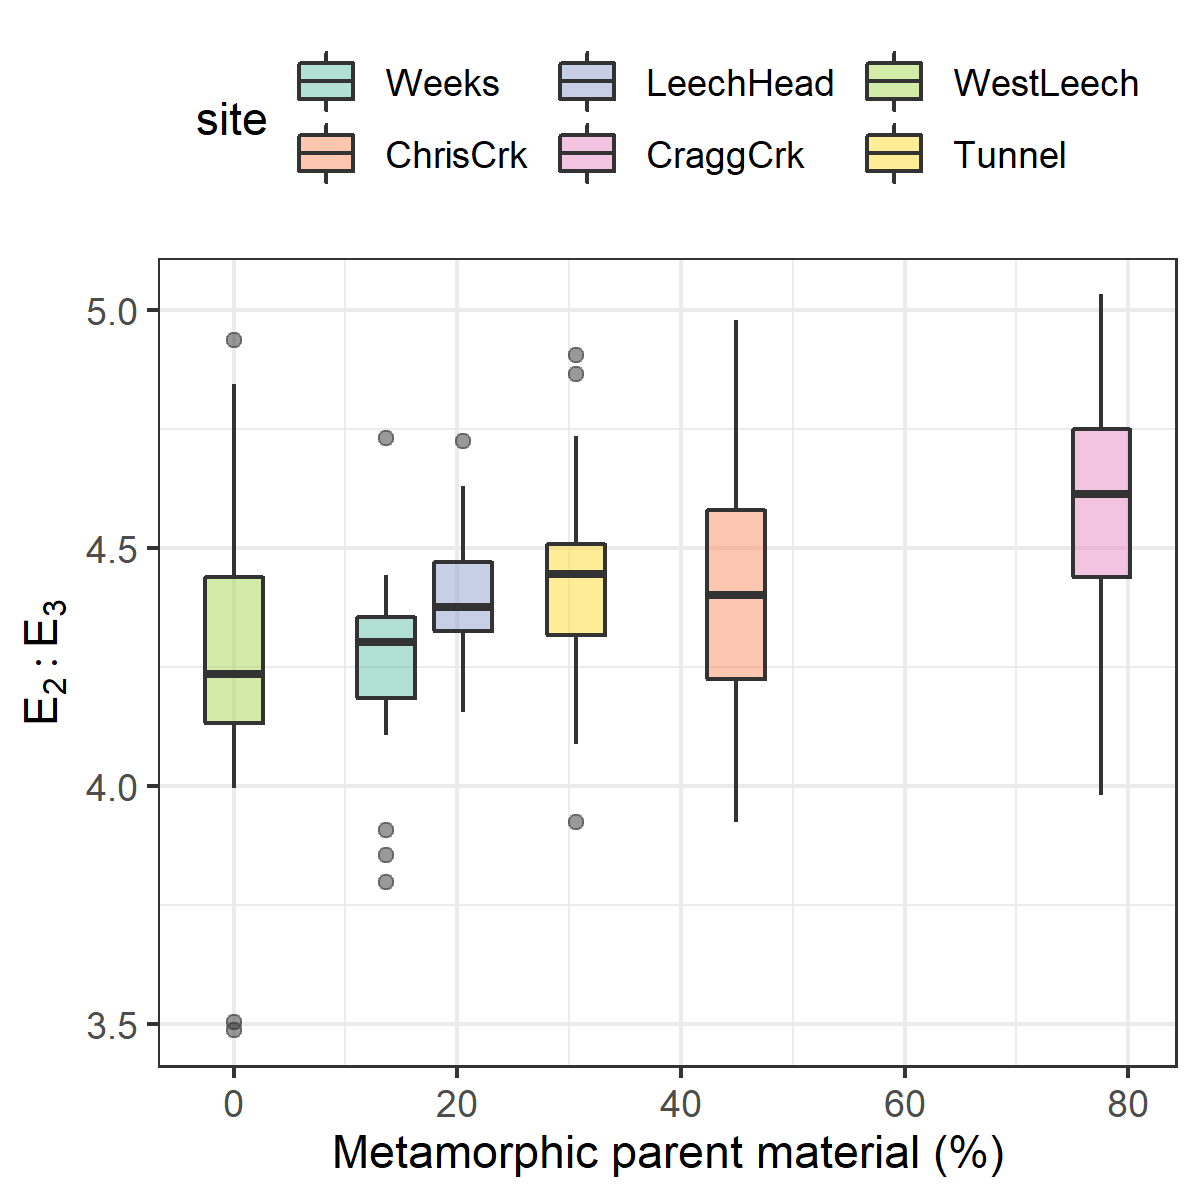 Weeks LeechHead WestLeech
site
ChrisCrk CraggCrk Tunnel
5.0
4.5
4.0
3.5
E₂ : E₃
0 20 40 60 80
Metamorphic parent material (%)